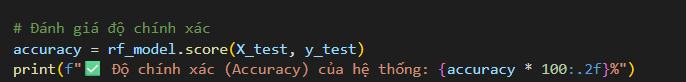 # Đánh giá độ chính xác
accuracy = rf_model.score(X_test, y_test)
print(f"✅ Độ chính xác (Accuracy) của hệ thống: {accuracy * 100:.2f}%")